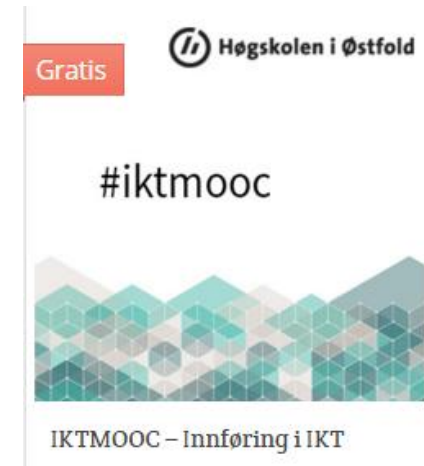 Høgskolen i Østfold
Gratis
#iktmooc
IKTMOOC – Innføring i IKT